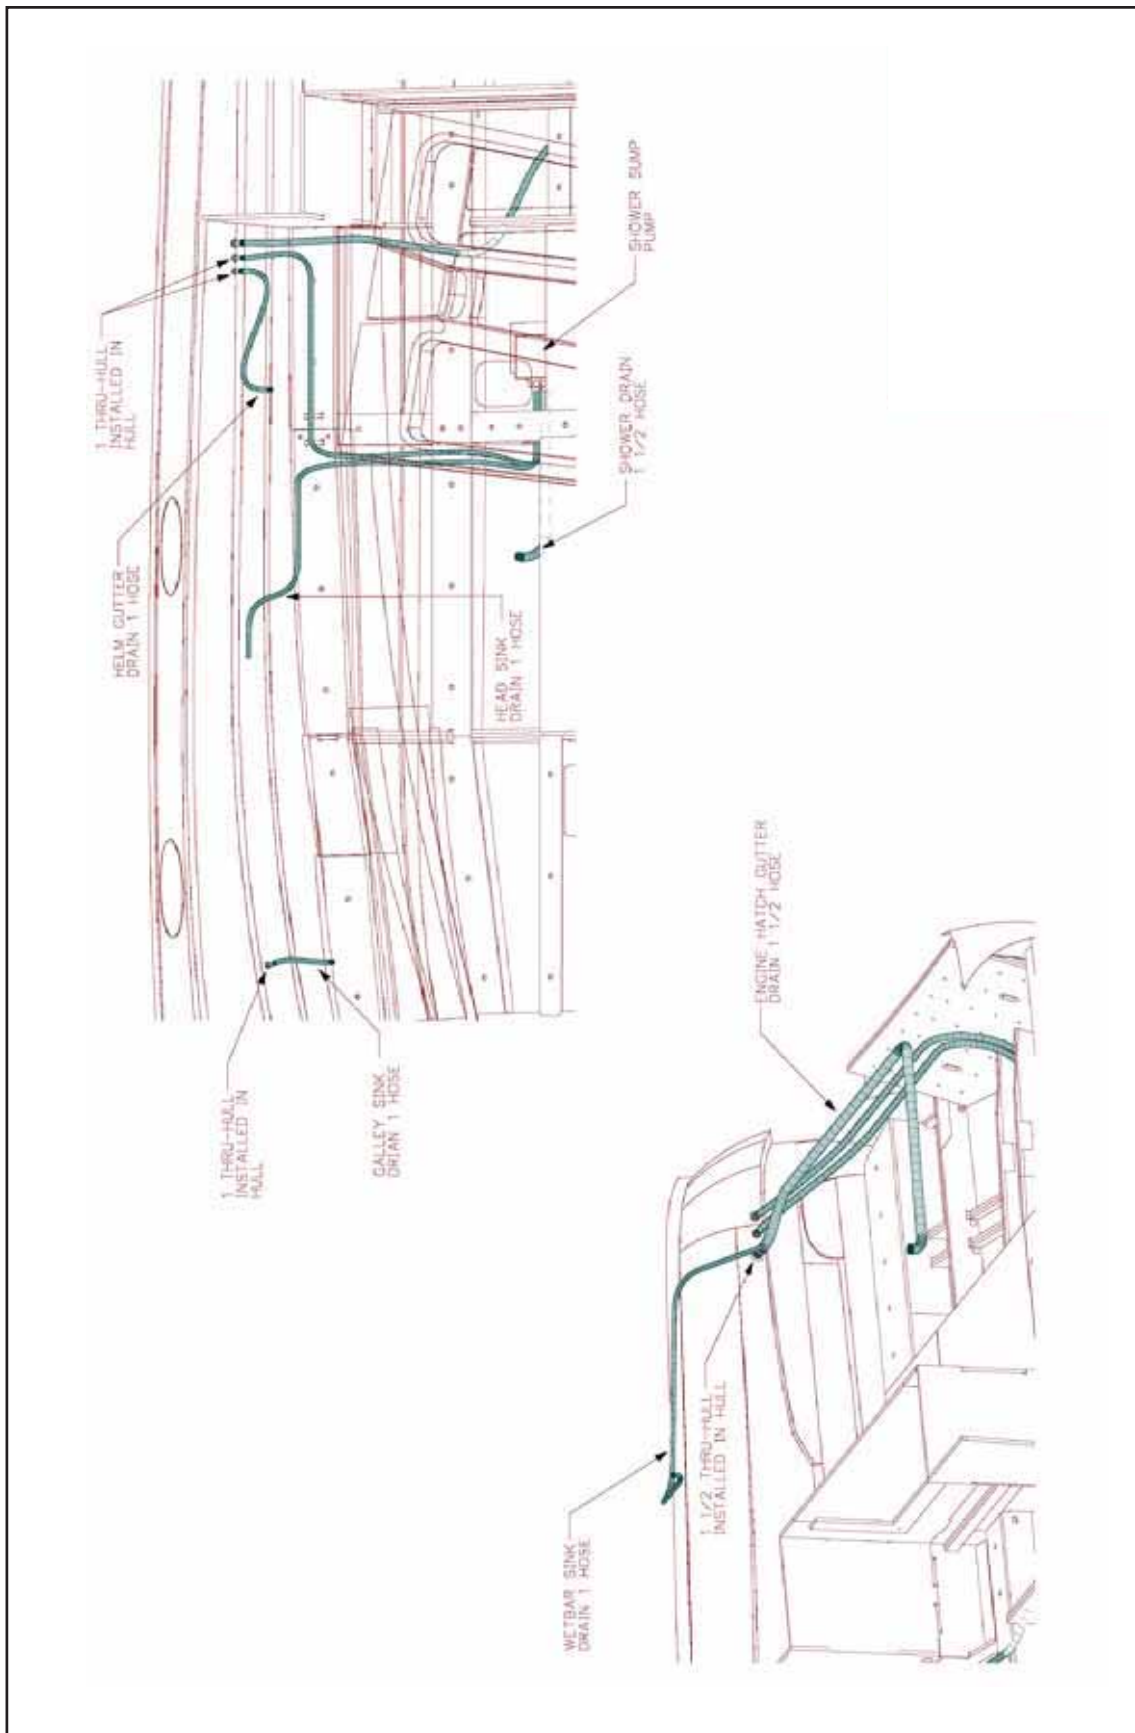 1 THRU-HULL
INSTALLED IN
HULL
HELM GUTTER
DRAIN 1 HOSE
SHOWER SUMP
PUMP
SHOWER DRAIN
1 1/2 HOSE
HEAD SINK
DRAIN 1 HOSE
1 THRU-HULL
INSTALLED IN
HULL
GALLEY SINK
DRIAN 1 HOSE
ENGINE HATCH GUTTER
DRAIN 1 1/2 HOSE
1 1/2 THRU-HULL
INSTALLED IN HULL
WETBAR SINK
DRAIN 1 HOSE